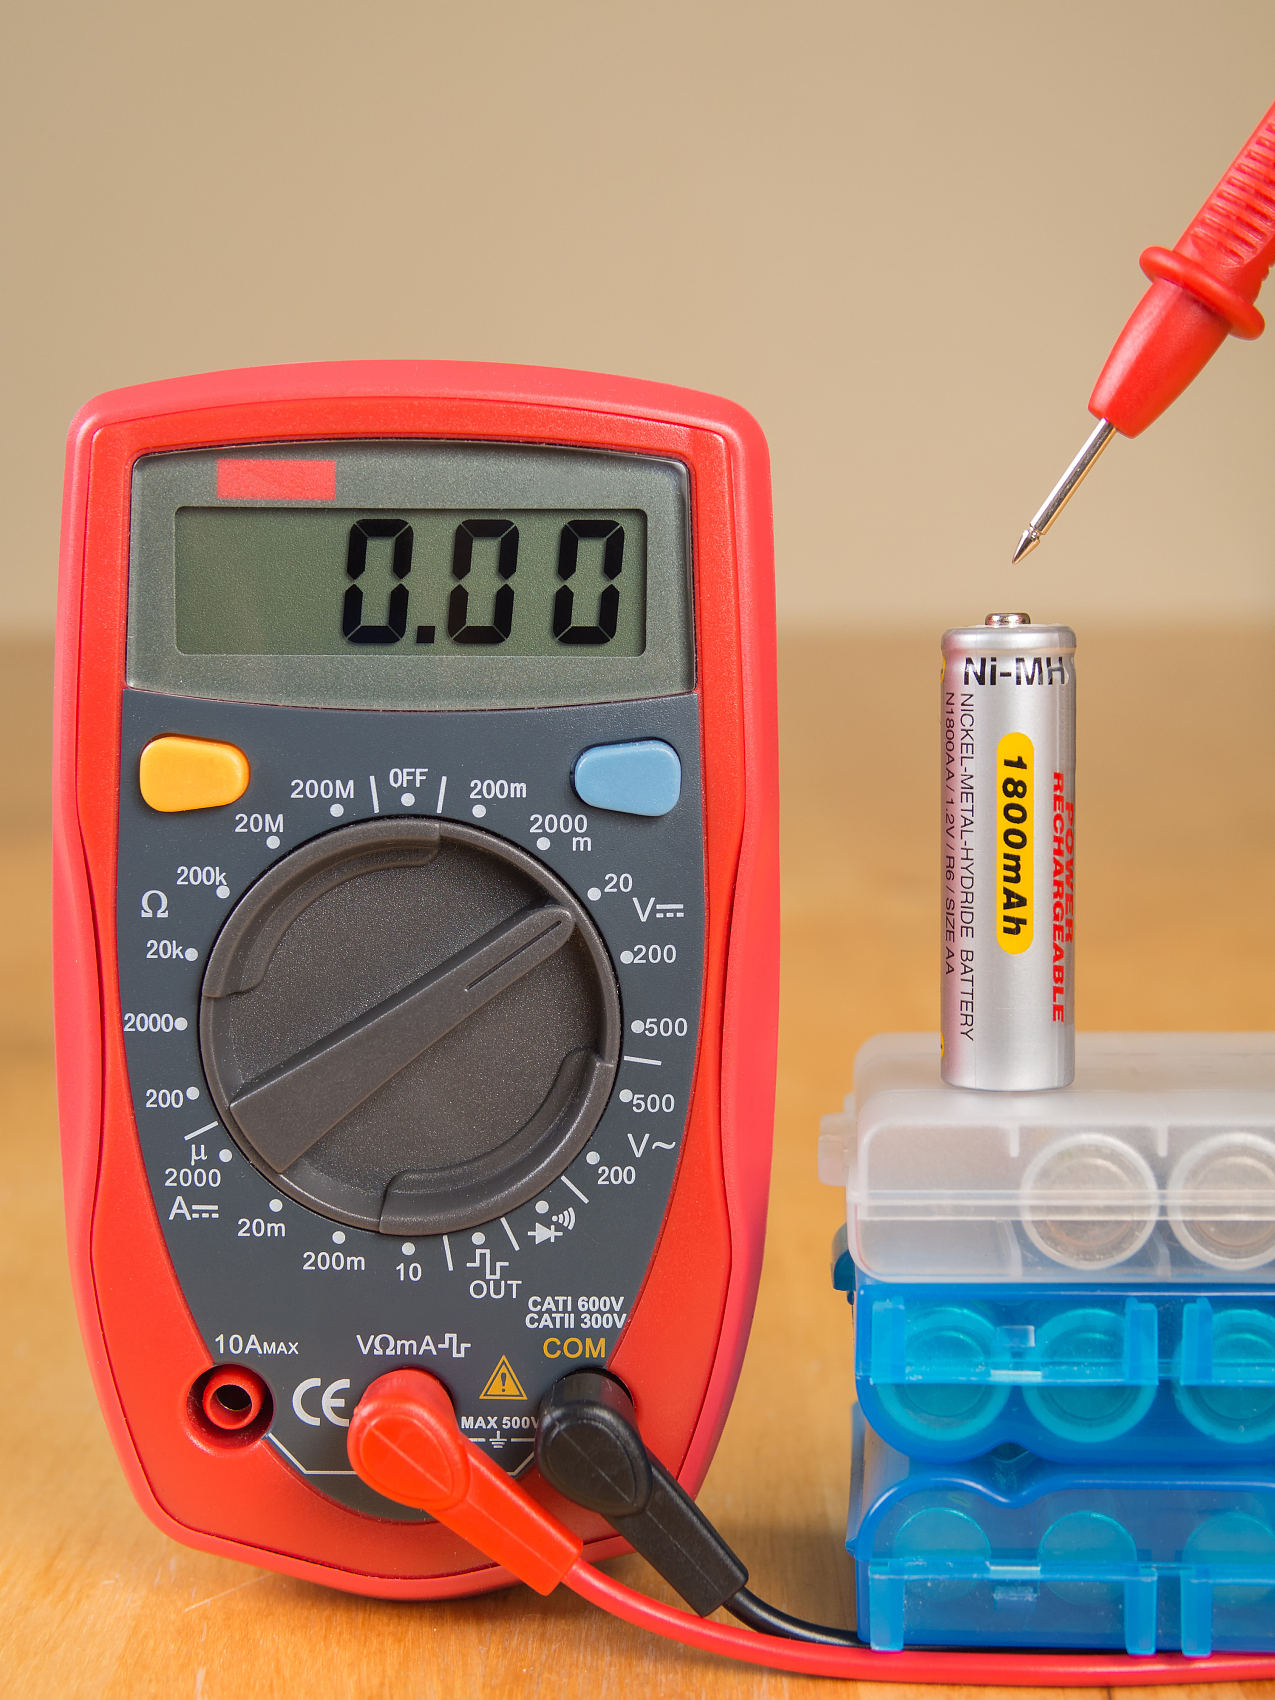 0.00
OFF
200m
2000
m
20
V⎓
200
500
500
V~
200
OUT
10
200m
20m
A⎓
2000
µ
200
2000
20k
Ω
200k
20M
200M
CATI 600V
CATII 300V
10AMAX
VΩmA
COM
CE
MAX 500V
Ni-MH
NICKEL-METAL-HYDRIDE BATTERY
N1800AA / 1.2V / R6 / SIZE AA
1800mAh
POWER
RECHARGEABLE